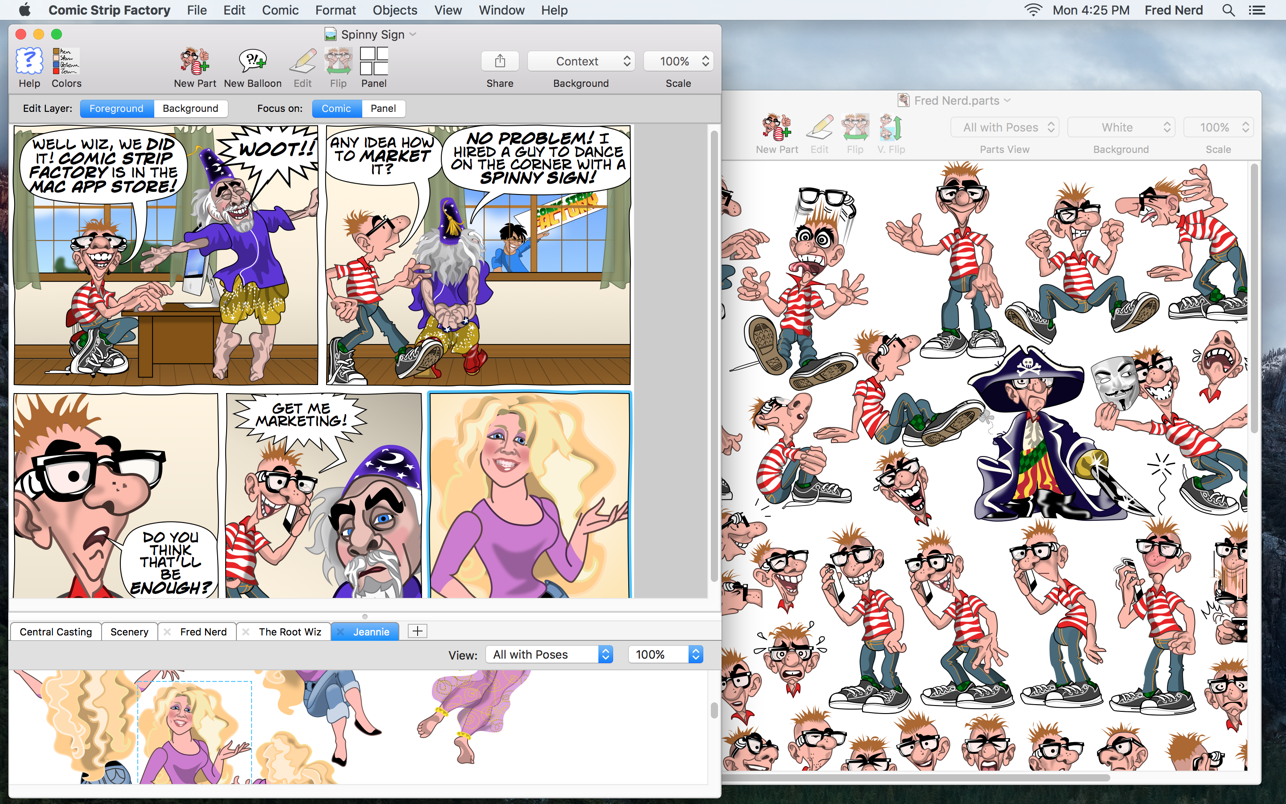 Comic Strip Factory File Edit Comic Format Objects View Window Help Mon 4:25 PM Fred Nerd
Spinny Sign
Help Colors New Part New Balloon Edit Flip Panel Share Context Background 100% Scale
Edit Layer: Foreground Background Focus on: Comic Panel
WELL WIZ, WE DID
IT! COMIC STRIP
FACTORY IS IN THE
MAC APP STORE!
WOOT!!
ANY IDEA HOW
TO MARKET
IT?
NO PROBLEM! I
HIRED A GUY TO DANCE
ON THE CORNER WITH A
SPINNY SIGN!
COMIC STRIP
FACTORY
DO YOU
THINK
THAT'LL
BE
ENOUGH?
GET ME
MARKETING!
Central Casting Scenery Fred Nerd The Root Wiz Jeannie
View: All with Poses 100%
Fred Nerd.parts
All with Poses White 100%
New Part Edit Flip V. Flip Parts View Background Scale